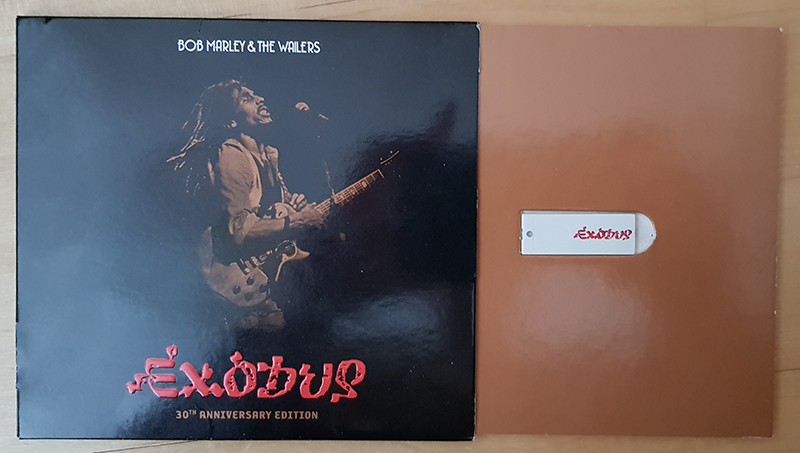 BOB MARLEY & THE WAILERS
EXODUS
30TH ANNIVERSARY EDITION
EXODUS